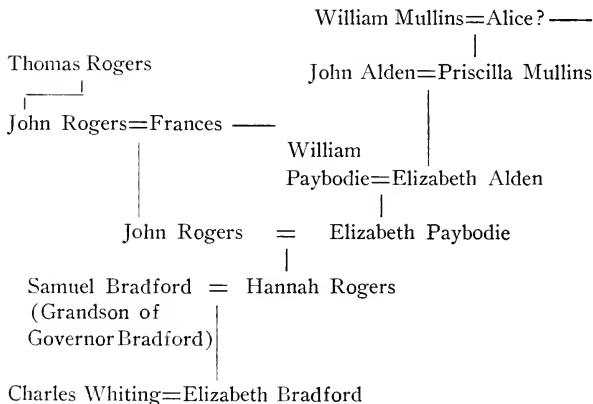 William Mullins=Alice? —
Thomas Rogers
John Alden=Priscilla Mullins
John Rogers=Frances —
William
Paybodie=Elizabeth Alden
John Rogers = Elizabeth Paybodie
Samuel Bradford = Hannah Rogers
(Grandson of
Governor Bradford)
Charles Whiting=Elizabeth Bradford